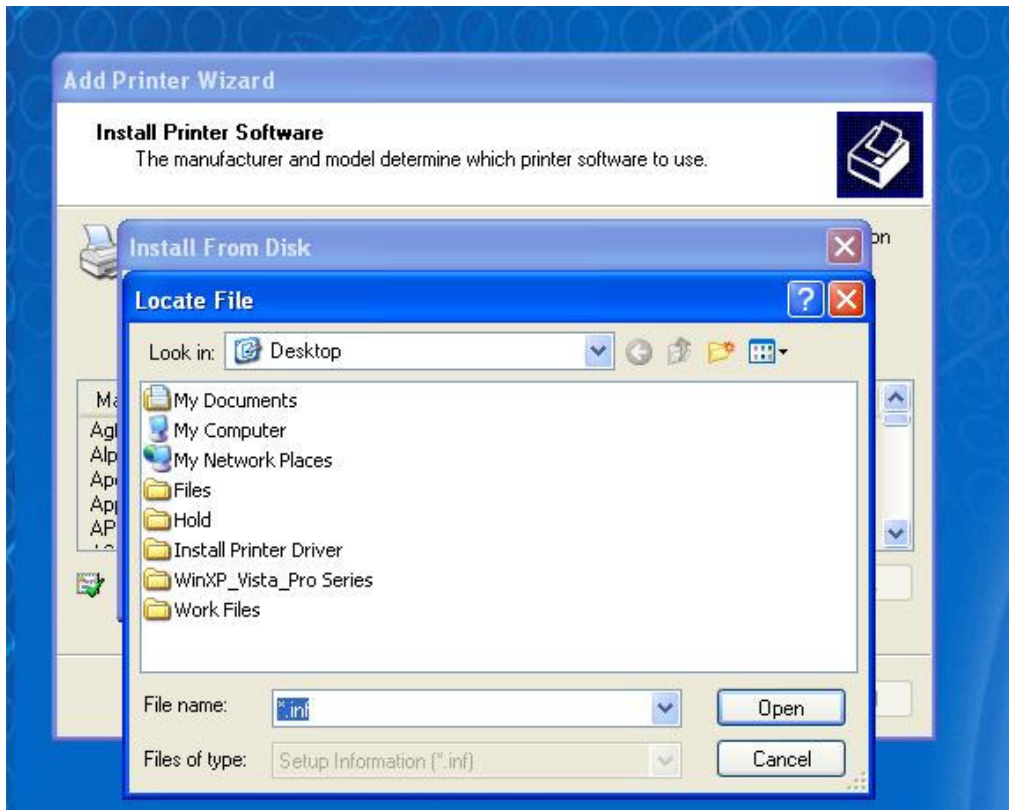 Add Printer Wizard
Install Printer Software
The manufacturer and model determine which printer software to use.
Install From Disk
Locate File
Look in: Desktop
My Documents
My Computer
My Network Places
Files
Hold
Install Printer Driver
WinXP_Vista_Pro Series
Work Files
File name: *.inf Open
Files of type: Setup Information (*.inf) Cancel